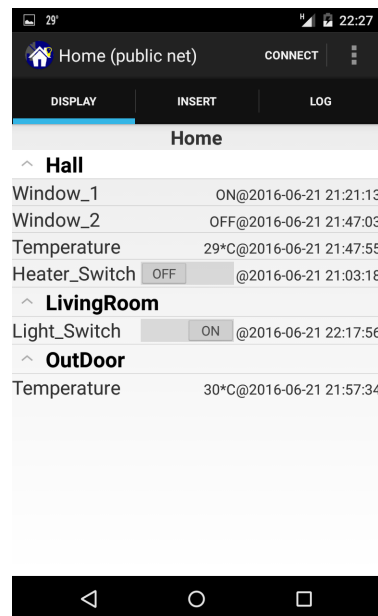 29° H 22:27
Home (public net) CONNECT
DISPLAY INSERT LOG
Home
Hall
Window_1 ON@2016-06-21 21:21:13
Window_2 OFF@2016-06-21 21:47:03
Temperature 29*C@2016-06-21 21:47:55
Heater_Switch OFF @2016-06-21 21:03:18
LivingRoom
Light_Switch ON @2016-06-21 22:17:56
OutDoor
Temperature 30*C@2016-06-21 21:57:34